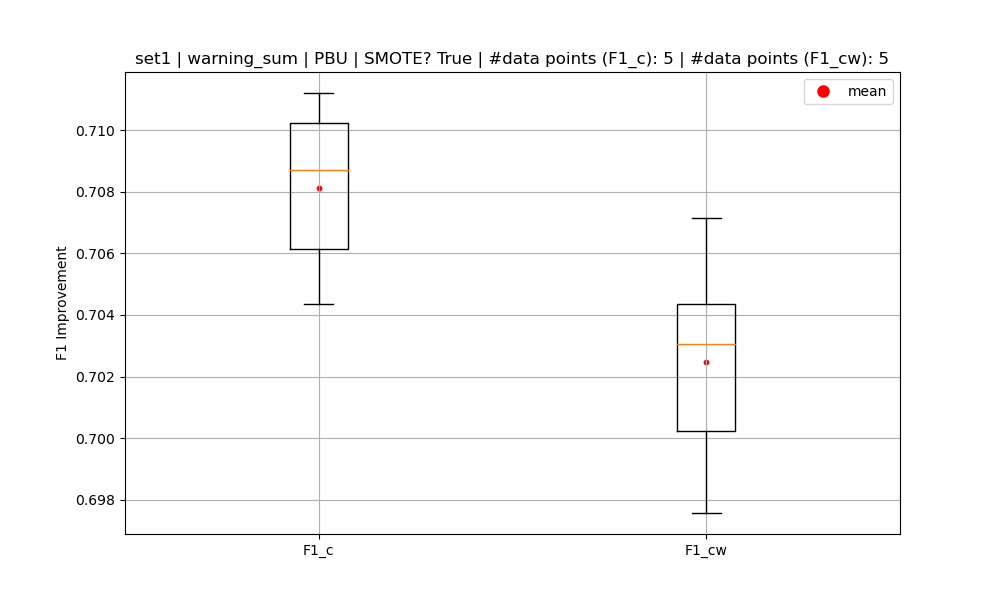 set1 | warning_sum | PBU | SMOTE? True | #data points (F1_c): 5 | #data points (F1_cw): 5
mean
F1 Improvement
0.710
0.708
0.706
0.704
0.702
0.700
0.698
F1_c
F1_cw